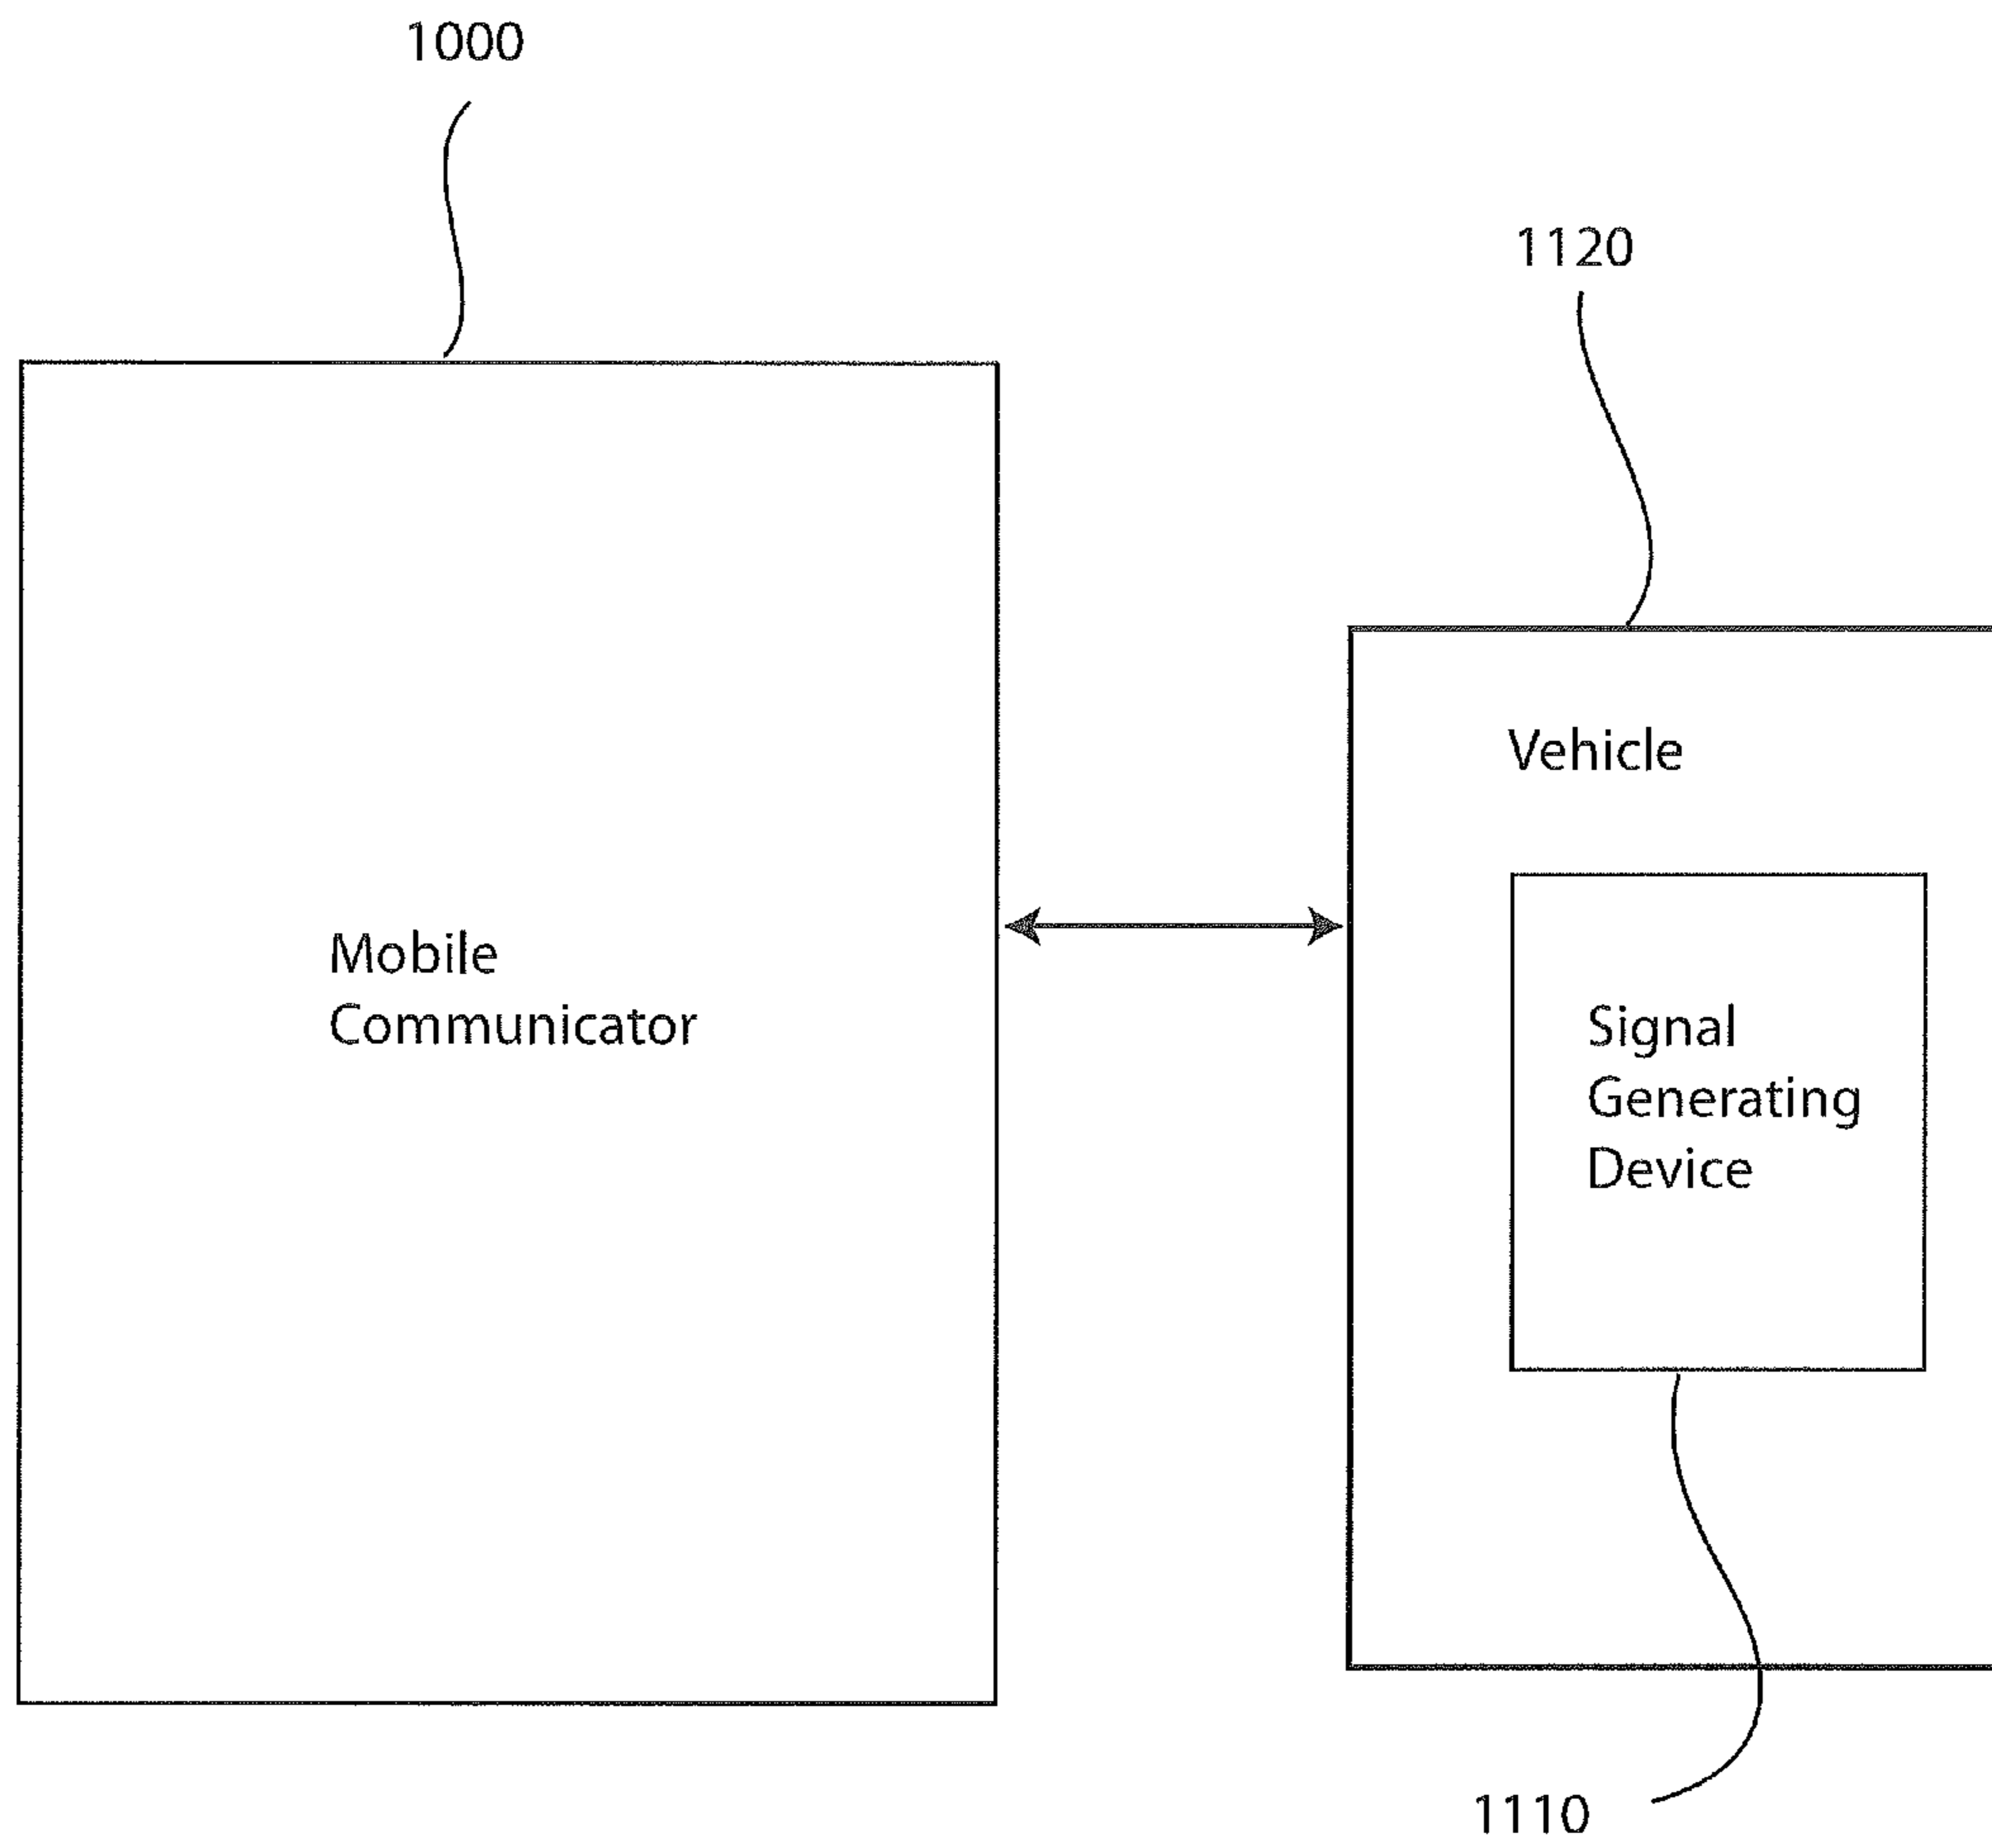 1000
1120
Vehicle
Mobile
Communicator
Signal
Generating
Device
1110